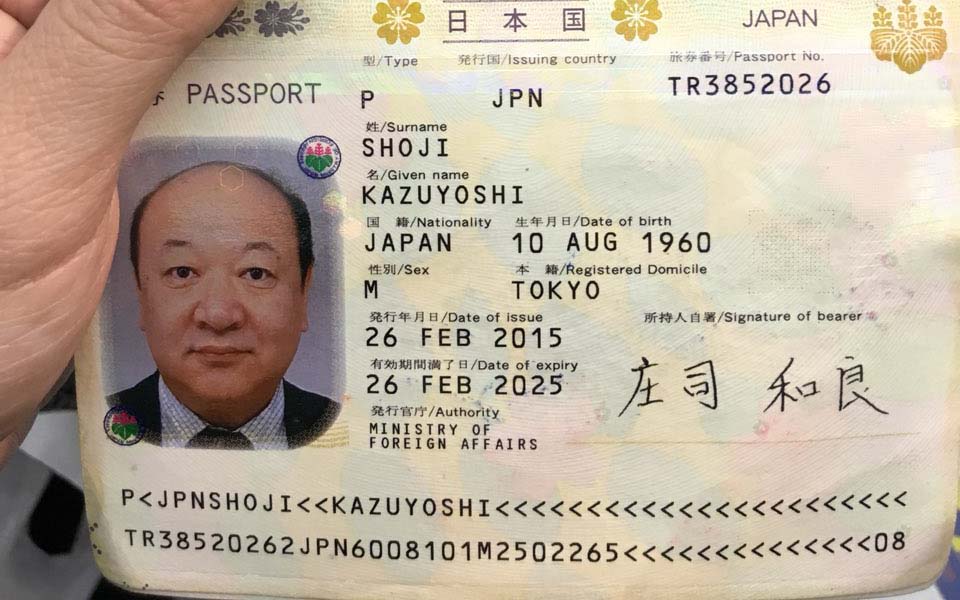 日本国
JAPAN
PASSPORT
型/Type 発行国/Issuing country 旅券番号/Passport No.
P JPN TR3852026
姓/Surname
SHOJI
名/Given name
KAZUYOSHI
国 籍/Nationality 生年月日/Date of birth
JAPAN 10 AUG 1960
性別/Sex 本 籍/Registered Domicile
M TOKYO
発行年月日/Date of issue 所持人自署/Signature of bearer
26 FEB 2015
有効期間満了日/Date of expiry
26 FEB 2025
庄司 和良
発行官庁/Authority
MINISTRY OF
FOREIGN AFFAIRS
P<JPNSHOJI<<KAZUYOSHI<<<<<<<<<<<<<<<<<<<<<<<
TR38520262JPN6008101M2502265<<<<<<<<<<<<<<08